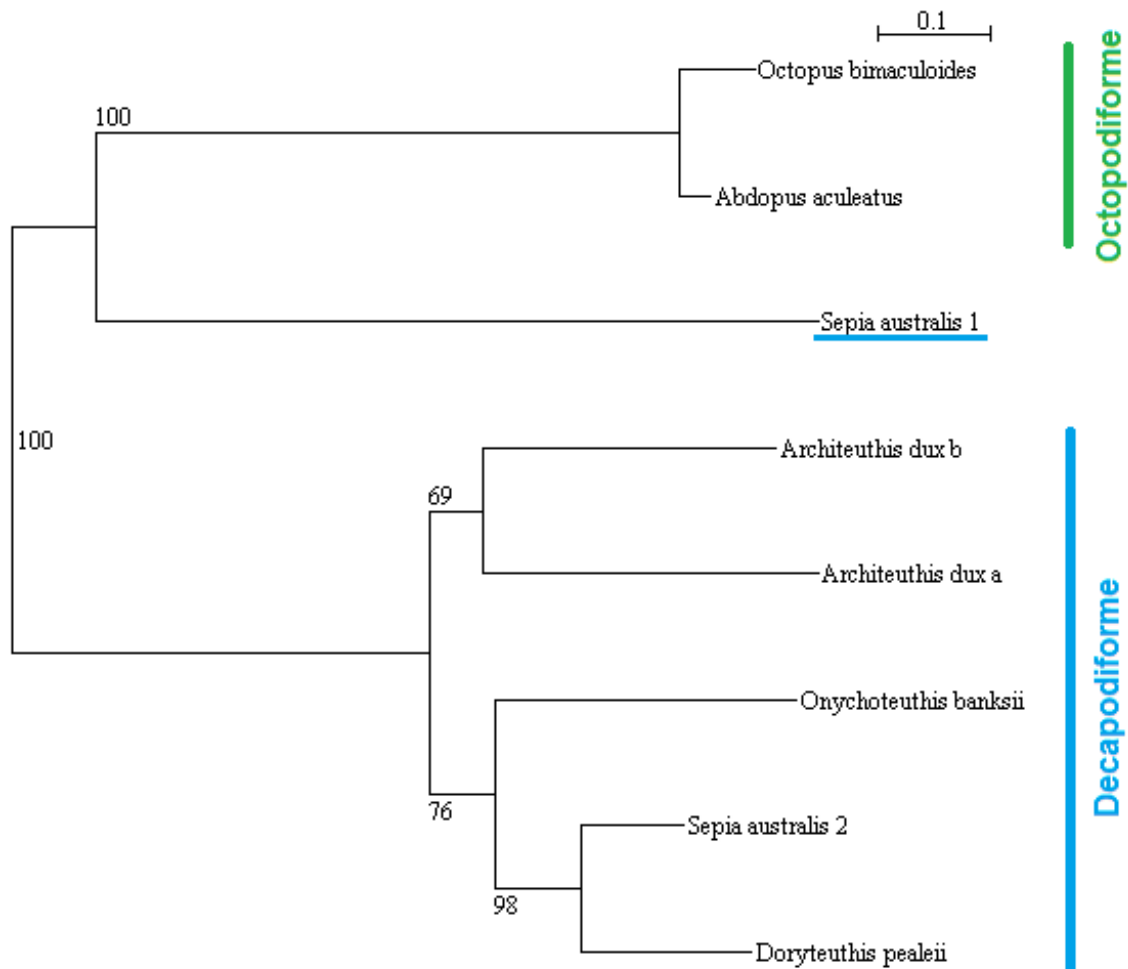 0.1
Octopus bimaculoides
100
Abdopus aculeatus
Octopodiforme
Sepia australis 1
100
Architeuthis dux b
69
Architeuthis dux a
Onychoteuthis banksii
Decapodiforme
76
Sepia australis 2
98
Doryteuthis pealeii